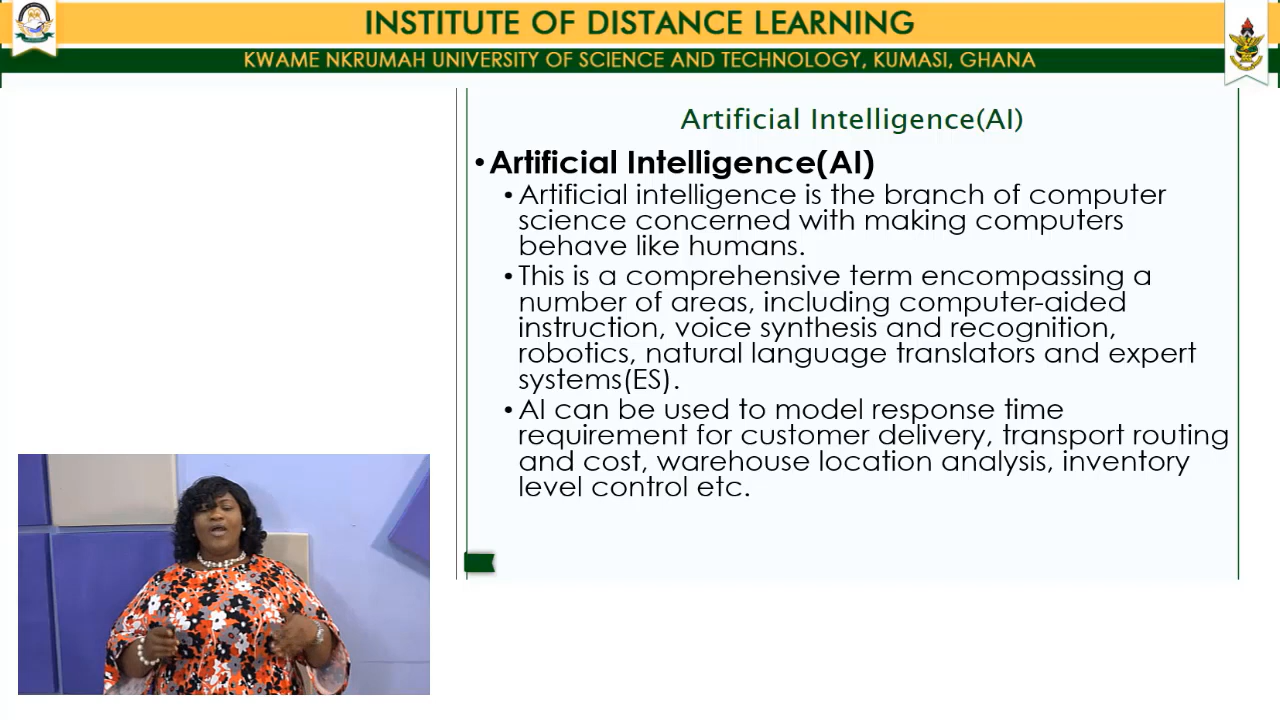 INSTITUTE OF DISTANCE LEARNING
KWAME NKRUMAH UNIVERSITY OF SCIENCE AND TECHNOLOGY, KUMASI, GHANA
Artificial Intelligence(AI)
• Artificial Intelligence(AI)
• Artificial intelligence is the branch of computer
science concerned with making computers
behave like humans.
• This is a comprehensive term encompassing a
number of areas, including computer-aided
instruction, voice synthesis and recognition,
robotics, natural language translators and expert
systems(ES).
• AI can be used to model response time
requirement for customer delivery, transport routing
and cost, warehouse location analysis, inventory
level control etc.